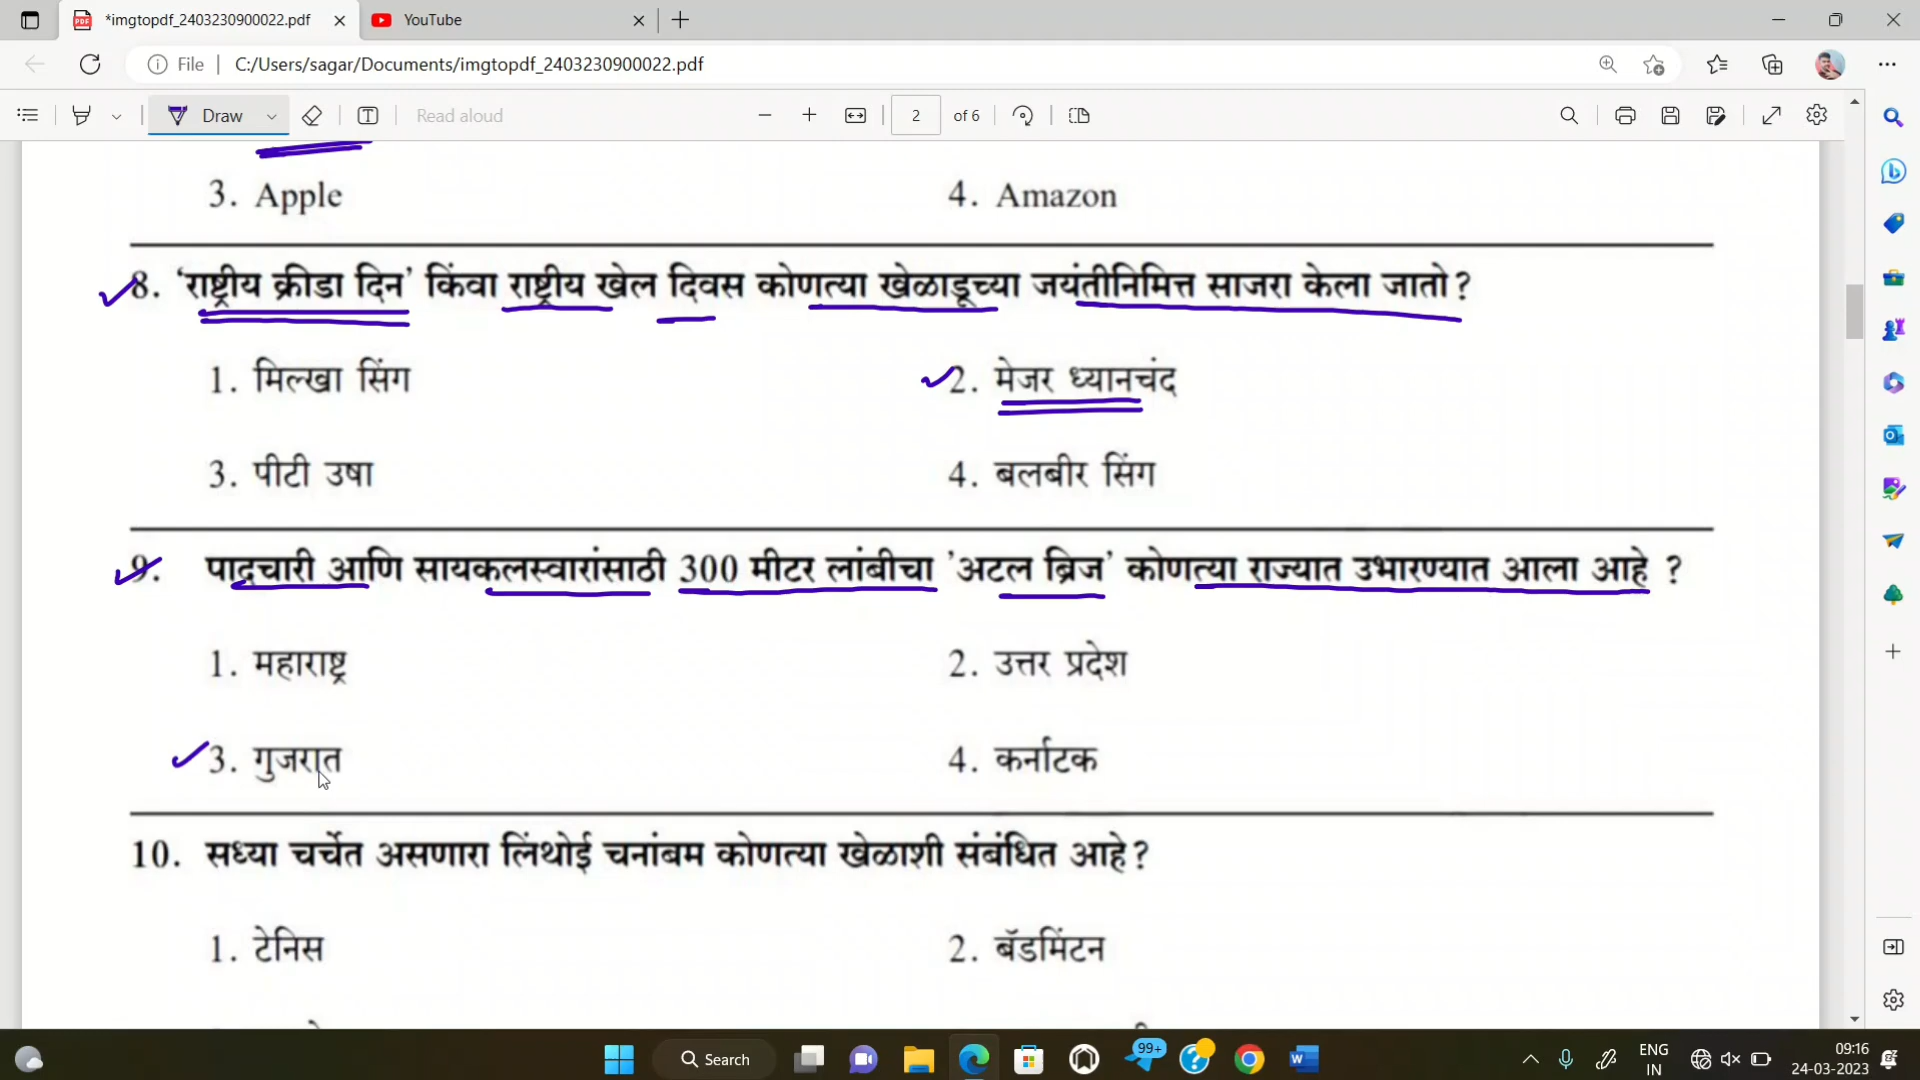 *imgtopdf_2403230900022.pdf
YouTube
File
C:/Users/sagar/Documents/imgtopdf_2403230900022.pdf
Draw
Read aloud
2
of 6
3. Apple
4. Amazon
8. 'राष्ट्रीय क्रीडा दिन' किंवा राष्ट्रीय खेल दिवस कोणत्या खेळाडूच्या जयंतीनिमित्त साजरा केला जातो?
1. मिल्खा सिंग
2. मेजर ध्यानचंद
3. पीटी उषा
4. बलबीर सिंग
9. पादचारी आणि सायकलस्वारांसाठी 300 मीटर लांबीचा 'अटल ब्रिज' कोणत्या राज्यात उभारण्यात आला आहे ?
1. महाराष्ट्र
2. उत्तर प्रदेश
3. गुजरात
4. कर्नाटक
10. सध्या चर्चेत असणारा लिंथोई चनांबम कोणत्या खेळाशी संबंधित आहे?
1. टेनिस
2. बॅडमिंटन
Search
99+
ENG
IN
09:16
24-03-2023